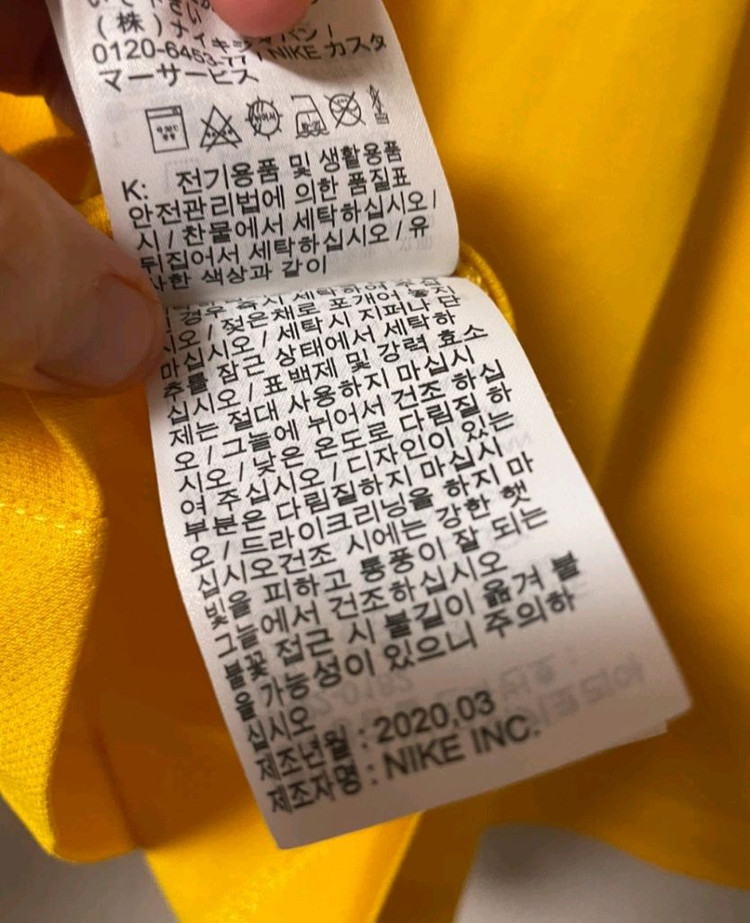 (株)ナイキジャパン/
NIKE カスタ
マーサービス
K: 전기용품 및 생활용품
안전관리법에 의한 품질표
시 / 찬물에서 세탁하십시오 /
뒤집어서 세탁하십시오 / 유
사한 색상과 같이
경우 즉시 세탁하여 주십
시오 / 젖은채로 포개어 놓지
마십시오 / 세탁 시 지퍼나 단
추를 잠근 상태에서 세탁하
십시오 / 표백제 및 강력 효소
제는 절대 사용하지 마십시
오 / 그늘에 뉘어서 건조 하십
시오 / 낮은 온도로 다림질 하
여 주십시오 / 디자인이 있는
부분은 다림질하지 마십시
오 / 드라이크리닝을 하지 마
십시오건조 시에는 강한 햇
빛을 피하고 통풍이 잘 되는
그늘에서 건조하십시오
불꽃 접근 시 불길이 옮겨 붙
을 가능성이 있으니 주의하
십시오
제조년월 : 2020.03
제조자명 : NIKE INC.